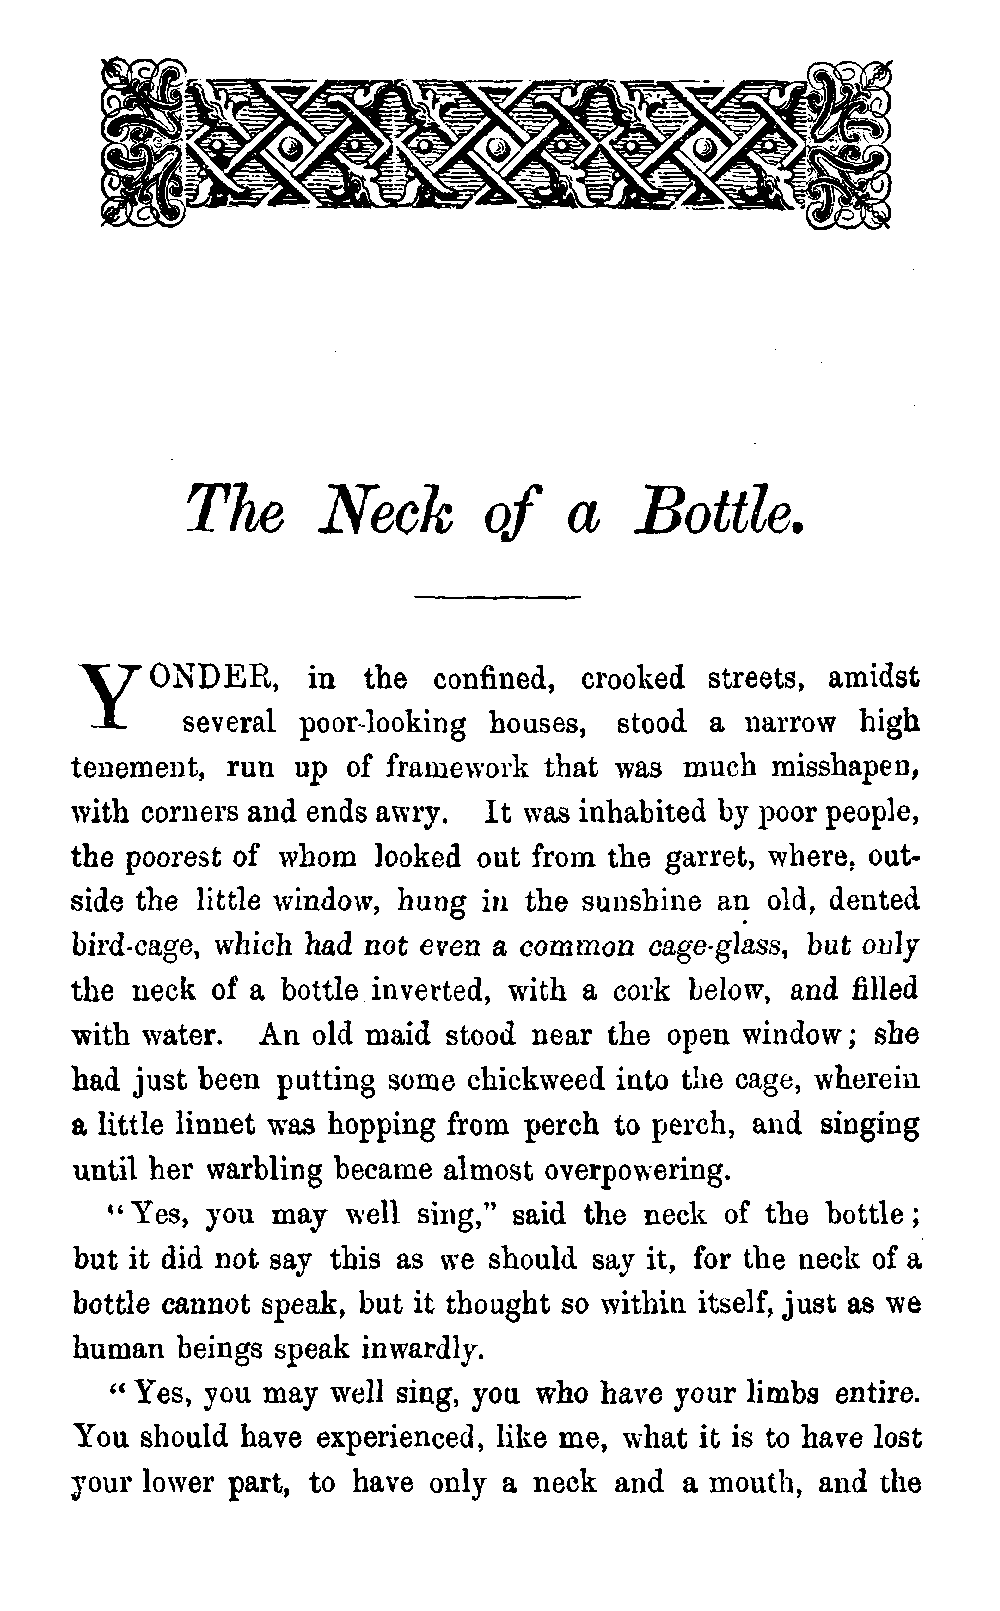 The Neck of a Bottle.
YONDER, in the confined, crooked streets, amidst
several poor-looking houses, stood a narrow high
tenement, run up of framework that was much misshapen,
with corners and ends awry. It was inhabited by poor people,
the poorest of whom looked out from the garret, where, out-
side the little window, hung in the sunshine an old, dented
bird-cage, which had not even a common cage-glass, but only
the neck of a bottle inverted, with a cork below, and filled
with water. An old maid stood near the open window; she
had just been putting some chickweed into the cage, wherein
a little linnet was hopping from perch to perch, and singing
until her warbling became almost overpowering.
“Yes, you may well sing,” said the neck of the bottle;
but it did not say this as we should say it, for the neck of a
bottle cannot speak, but it thought so within itself, just as we
human beings speak inwardly.
“Yes, you may well sing, you who have your limbs entire.
You should have experienced, like me, what it is to have lost
your lower part, to have only a neck and a mouth, and the